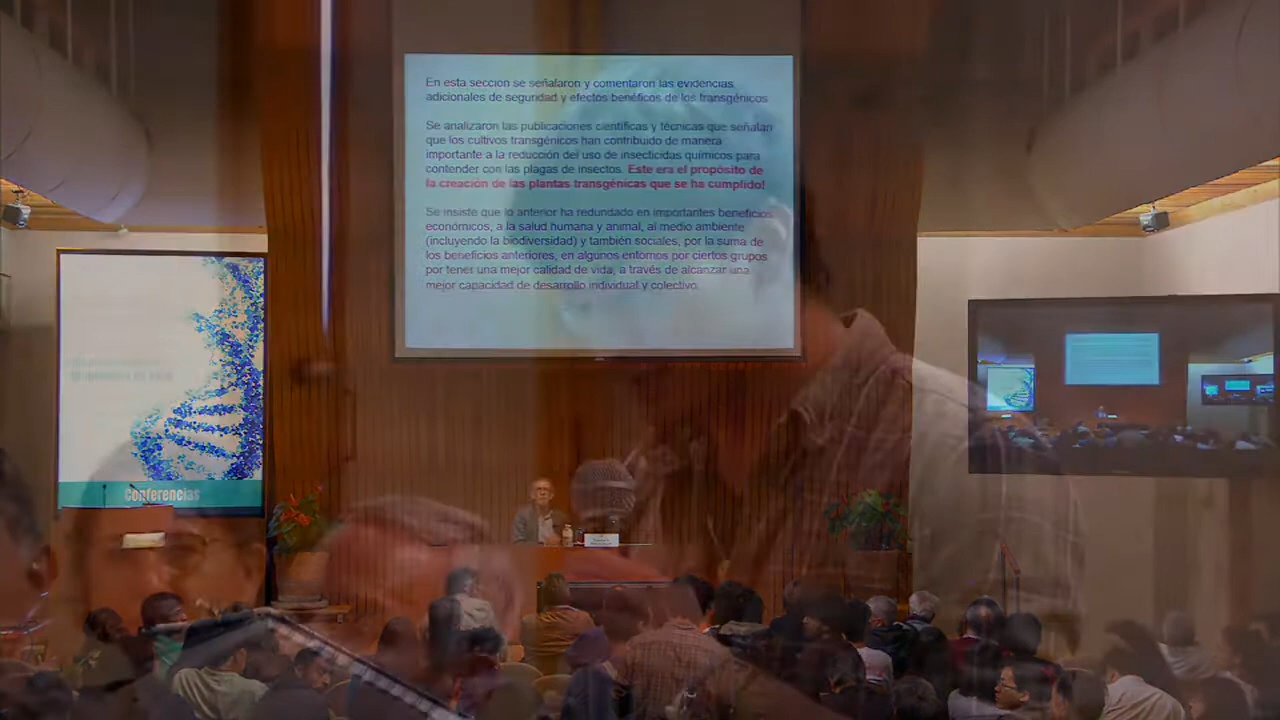 En esta sección se señalaron y comentaron las evidencias
adicionales de seguridad y efectos benéficos de los transgénicos
Se analizaron las publicaciones científicas y técnicas que señalan
que los cultivos transgénicos han contribuido de manera
importante a la reducción del uso de insecticidas químicos para
contender con las plagas de insectos. Este era el propósito de
la creación de las plantas transgénicas que se ha cumplido!
Se insiste que lo anterior ha redundado en importantes beneficios
económicos, a la salud humana y animal, al medio ambiente
(incluyendo la biodiversidad) y también sociales, por la suma de
los beneficios anteriores, en algunos entornos por ciertos grupos
por tener una mejor calidad de vida, a través de alcanzar una
mejor capacidad de desarrollo individual y colectivo.
Conferencias